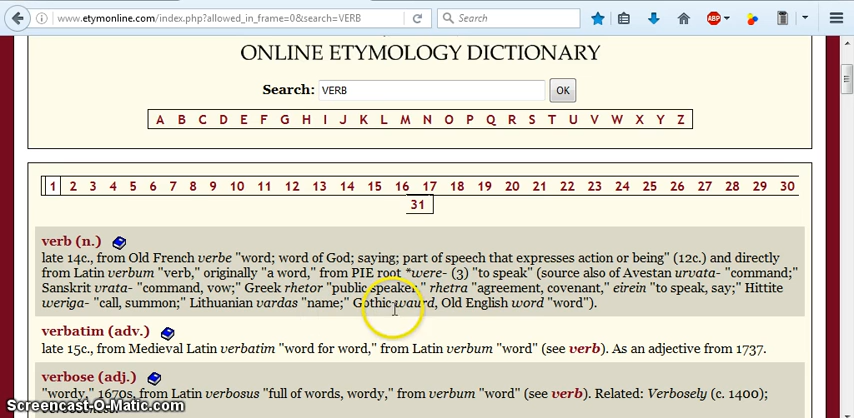 www.etymonline.com/index.php?allowed_in_frame=0&search=VERB
Search
ABP
ONLINE ETYMOLOGY DICTIONARY
Search: VERB OK
A B C D E F G H I J K L M N O P Q R S T U V W X Y Z
1 2 3 4 5 6 7 8 9 10 11 12 13 14 15 16 17 18 19 20 21 22 23 24 25 26 27 28 29 30
31
verb (n.)
late 14c., from Old French verbe "word; word of God; saying; part of speech that expresses action or being" (12c.) and directly
from Latin verbum "verb," originally "a word," from PIE root *were- (3) "to speak" (source also of Avestan urvata- "command;"
Sanskrit vrata- "command, vow;" Greek rhetor "public speaker," rhetra "agreement, covenant," eirein "to speak, say;" Hittite
weriga- "call, summon;" Lithuanian vardas "name;" Gothic waurd, Old English word "word").
verbatim (adv.)
late 15c., from Medieval Latin verbatim "word for word," from Latin verbum "word" (see verb). As an adjective from 1737.
verbose (adj.)
"wordy," 1670s, from Latin verbosus "full of words, wordy," from verbum "word" (see verb). Related: Verbosely (c. 1400);
Screencast-O-Matic.com